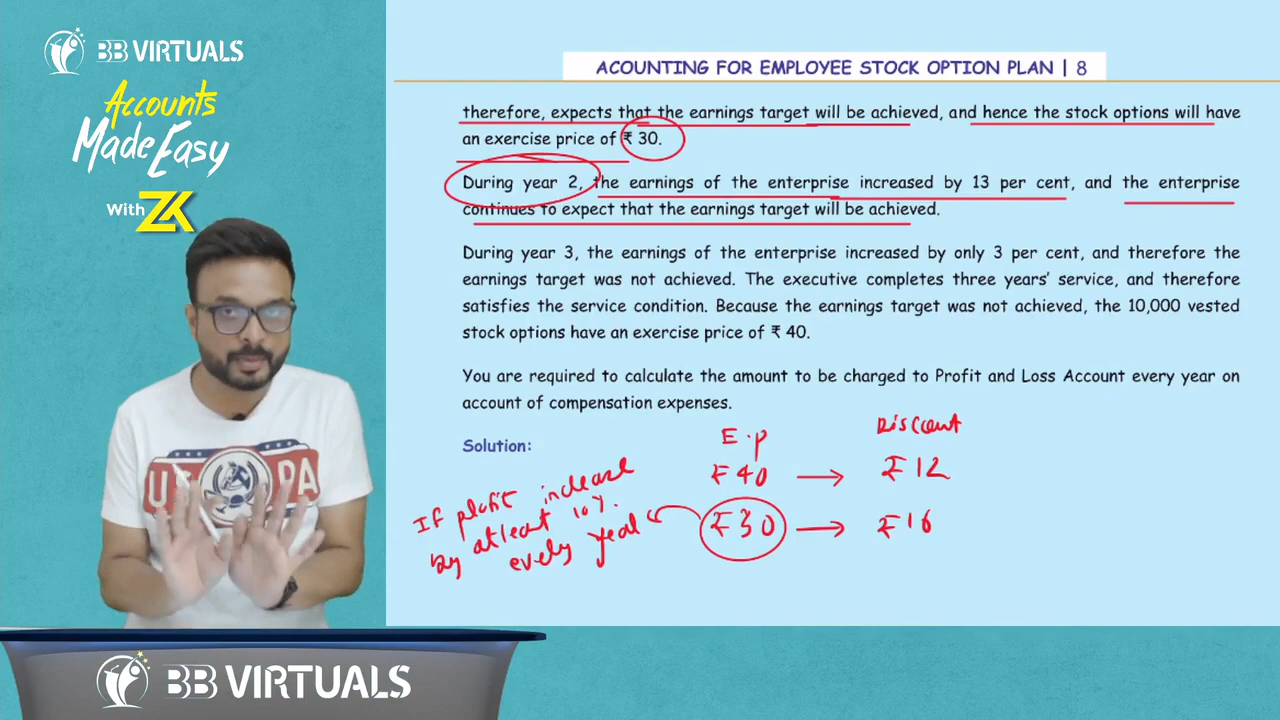 BB VIRTUALS
Accounts
Made Easy
With ZK
ACOUNTING FOR EMPLOYEE STOCK OPTION PLAN | 8
therefore, expects that the earnings target will be achieved, and hence the stock options will have
an exercise price of ₹ 30.
During year 2, the earnings of the enterprise increased by 13 per cent, and the enterprise
continues to expect that the earnings target will be achieved.
During year 3, the earnings of the enterprise increased by only 3 per cent, and therefore the
earnings target was not achieved. The executive completes three years' service, and therefore
satisfies the service condition. Because the earnings target was not achieved, the 10,000 vested
stock options have an exercise price of ₹ 40.
You are required to calculate the amount to be charged to Profit and Loss Account every year on
account of compensation expenses.
Solution:
E.p Discount
₹40 → ₹12
₹30 → ₹16
If profit increase
by atleast 10%.
every year
US PA
BB VIRTUALS